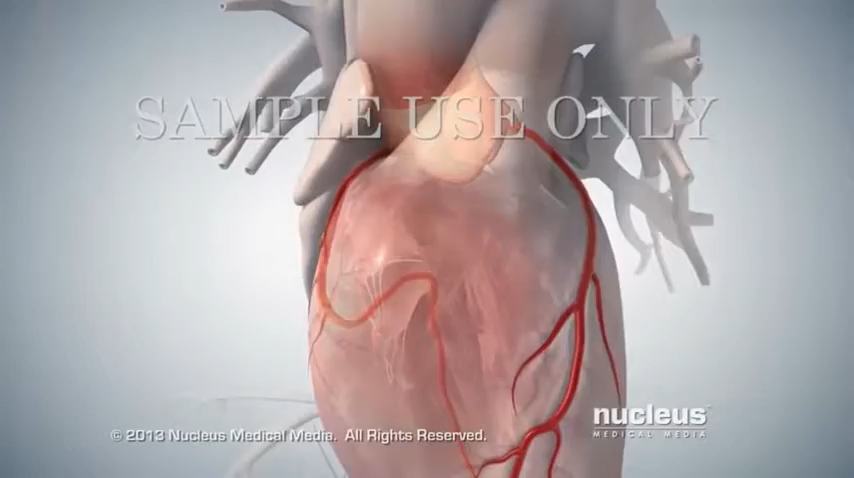 SAMPLE USE ONLY
nucleus
MEDICAL MEDIA
© 2013 Nucleus Medical Media. All Rights Reserved.